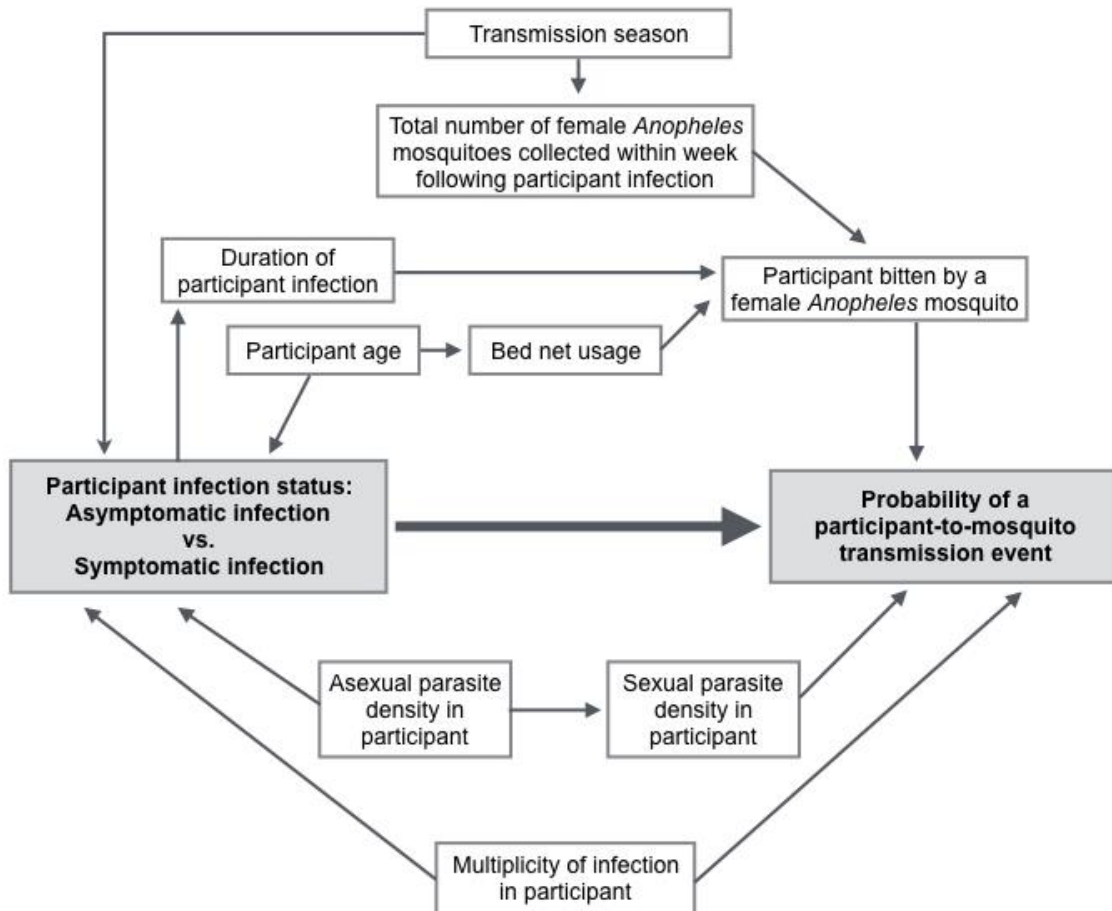 Transmission season
Total number of female Anopheles
mosquitoes collected within week
following participant infection
Duration of
participant infection
Participant bitten by a
female Anopheles mosquito
Participant age
Bed net usage
Participant infection status:
Asymptomatic infection
vs.
Symptomatic infection
Probability of a
participant-to-mosquito
transmission event
Asexual parasite
density in
participant
Sexual parasite
density in
participant
Multiplicity of infection
in participant